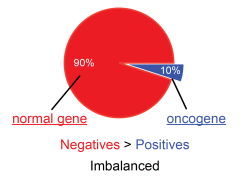 90%
10%
normal gene
oncogene
Negatives > Positives
Imbalanced